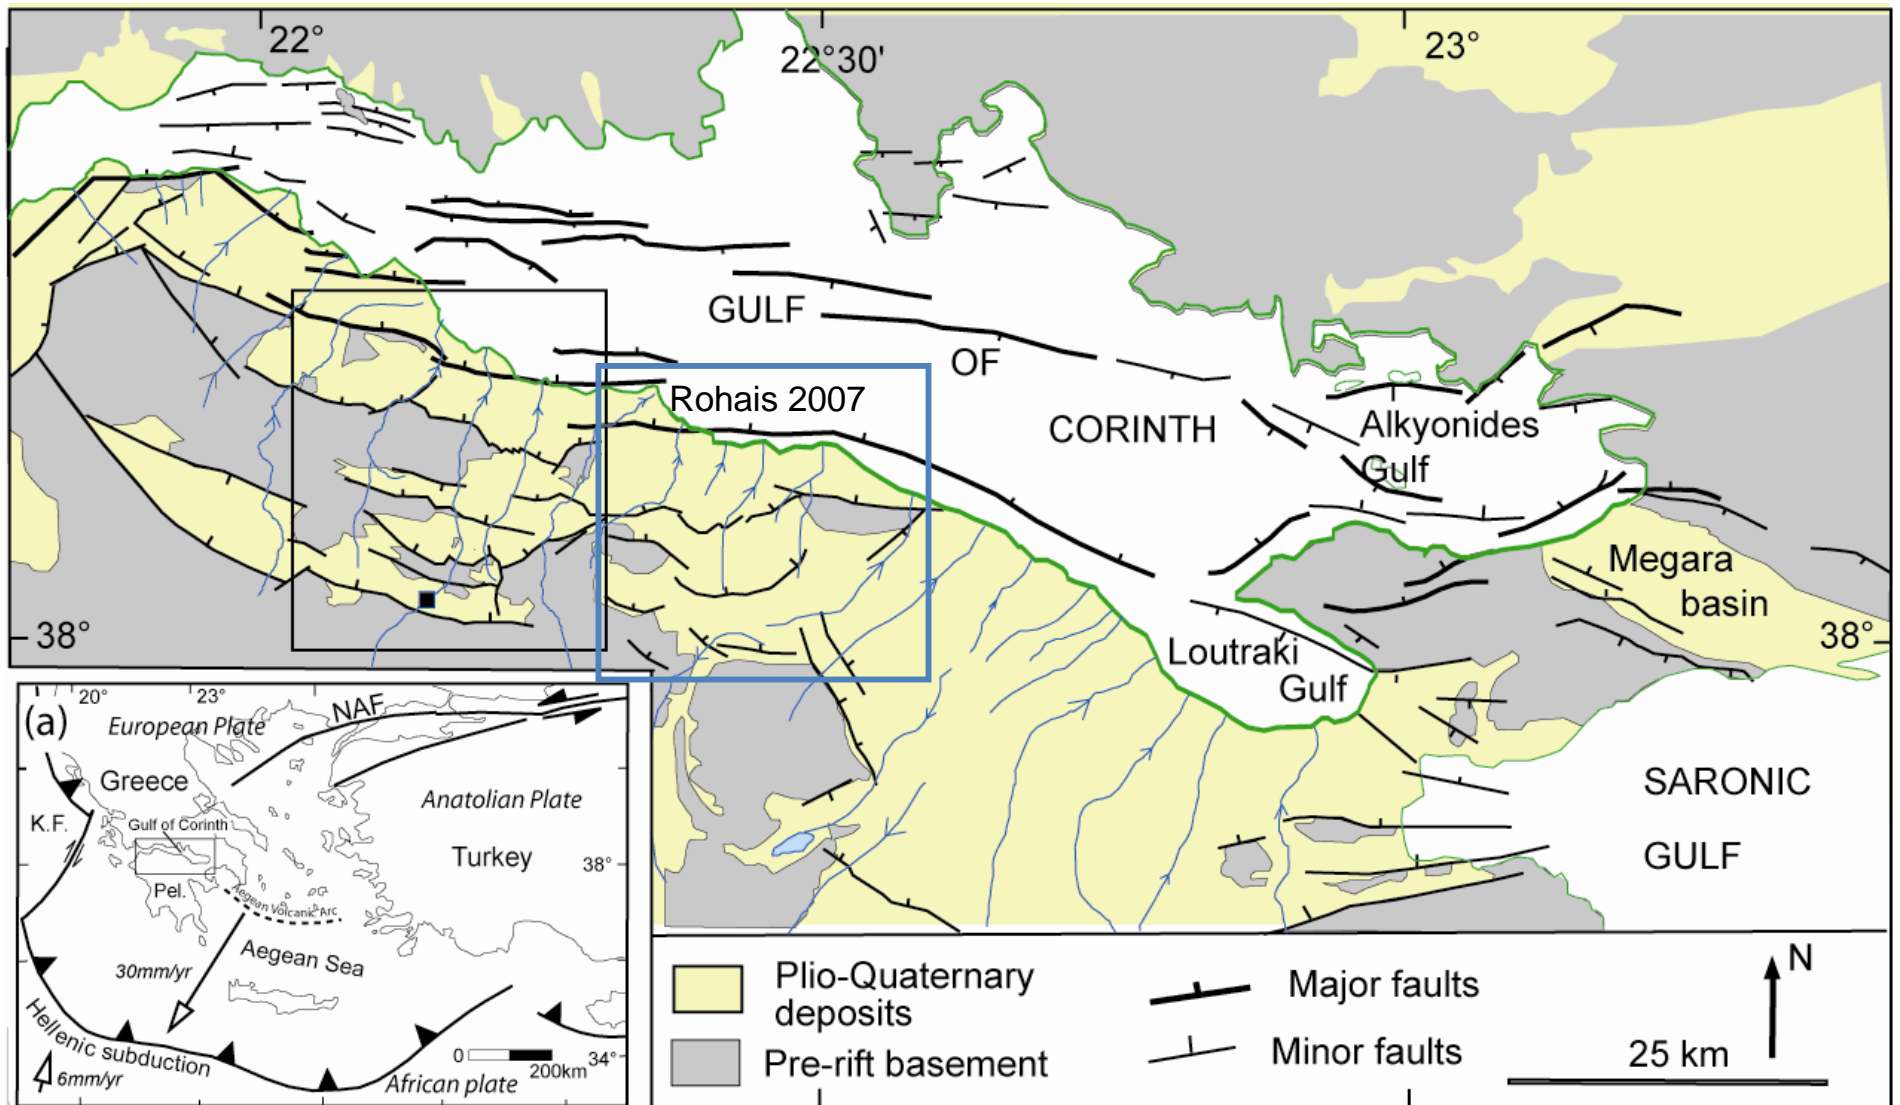 22°
22°30'
23°
GULF
OF
CORINTH
Rohais 2007
Alkyonides
Gulf
Megara
basin
38°
38°
Loutraki
Gulf
SARONIC
GULF
(a)
20°
23°
European Plate
NAF
Greece
Anatolian Plate
K.F.
Gulf of Corinth
Turkey
38°
Pel.
Aegean Volcanic Arc
Aegean Sea
30mm/yr
Hellenic subduction
6mm/yr
0
200km
34°
African plate
Plio-Quaternary
deposits
Pre-rift basement
Major faults
Minor faults
N
25 km